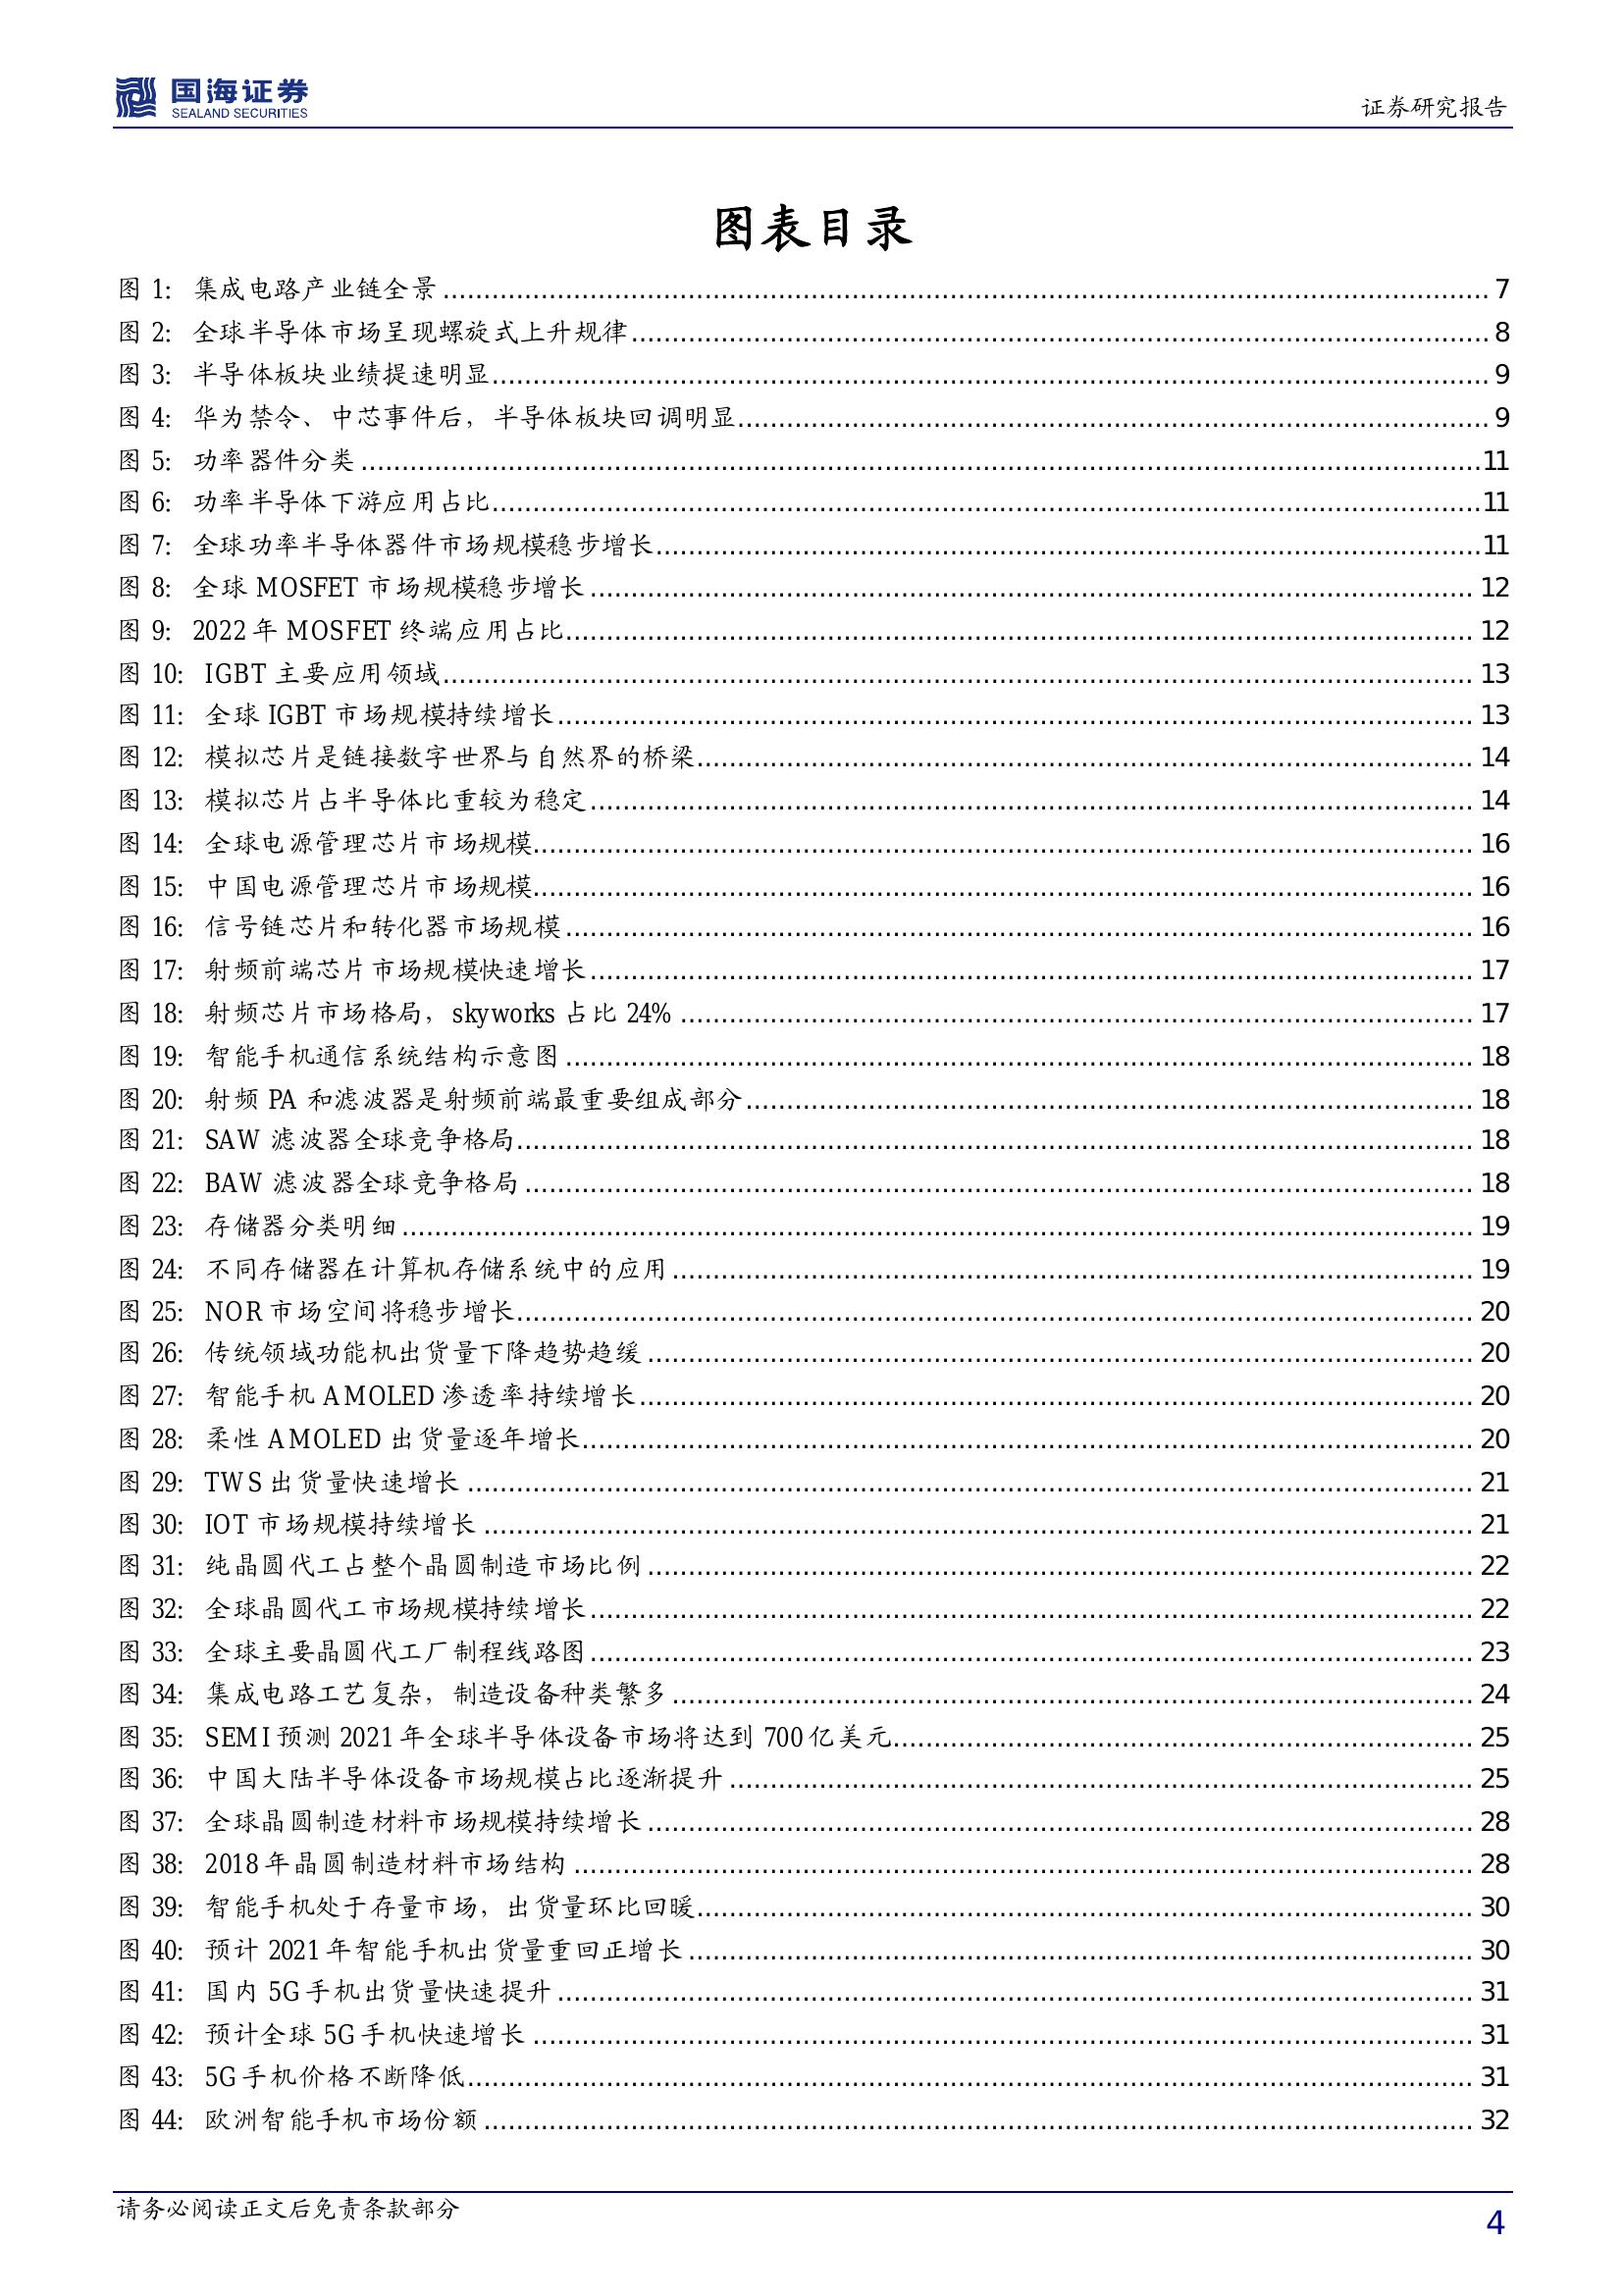 国海证券
SEALAND SECURITIES
证券研究报告
图表目录
图 1: 集成电路产业链全景 7
图 2: 全球半导体市场呈现螺旋式上升规律 8
图 3: 半导体板块业绩提速明显 9
图 4: 华为禁令、中芯事件后，半导体板块回调明显 9
图 5: 功率器件分类 11
图 6: 功率半导体下游应用占比 11
图 7: 全球功率半导体器件市场规模稳步增长 11
图 8: 全球 MOSFET 市场规模稳步增长 12
图 9: 2022 年 MOSFET 终端应用占比 12
图 10: IGBT 主要应用领域 13
图 11: 全球 IGBT 市场规模持续增长 13
图 12: 模拟芯片是链接数字世界与自然界的桥梁 14
图 13: 模拟芯片占半导体比重较为稳定 14
图 14: 全球电源管理芯片市场规模 16
图 15: 中国电源管理芯片市场规模 16
图 16: 信号链芯片和转化器市场规模 16
图 17: 射频前端芯片市场规模快速增长 17
图 18: 射频芯片市场格局，skyworks 占比 24% 17
图 19: 智能手机通信系统结构示意图 18
图 20: 射频 PA 和滤波器是射频前端最重要组成部分 18
图 21: SAW 滤波器全球竞争格局 18
图 22: BAW 滤波器全球竞争格局 18
图 23: 存储器分类明细 19
图 24: 不同存储器在计算机存储系统中的应用 19
图 25: NOR 市场空间将稳步增长 20
图 26: 传统领域功能机出货量下降趋势趋缓 20
图 27: 智能手机 AMOLED 渗透率持续增长 20
图 28: 柔性 AMOLED 出货量逐年增长 20
图 29: TWS 出货量快速增长 21
图 30: IOT 市场规模持续增长 21
图 31: 纯晶圆代工占整个晶圆制造市场比例 22
图 32: 全球晶圆代工市场规模持续增长 22
图 33: 全球主要晶圆代工厂制程线路图 23
图 34: 集成电路工艺复杂，制造设备种类繁多 24
图 35: SEMI 预测 2021 年全球半导体设备市场将达到 700 亿美元 25
图 36: 中国大陆半导体设备市场规模占比逐渐提升 25
图 37: 全球晶圆制造材料市场规模持续增长 28
图 38: 2018 年晶圆制造材料市场结构 28
图 39: 智能手机处于存量市场，出货量环比回暖 30
图 40: 预计 2021 年智能手机出货量重回正增长 30
图 41: 国内 5G 手机出货量快速提升 31
图 42: 预计全球 5G 手机快速增长 31
图 43: 5G 手机价格不断降低 31
图 44: 欧洲智能手机市场份额 32
请务必阅读正文后免责条款部分
4